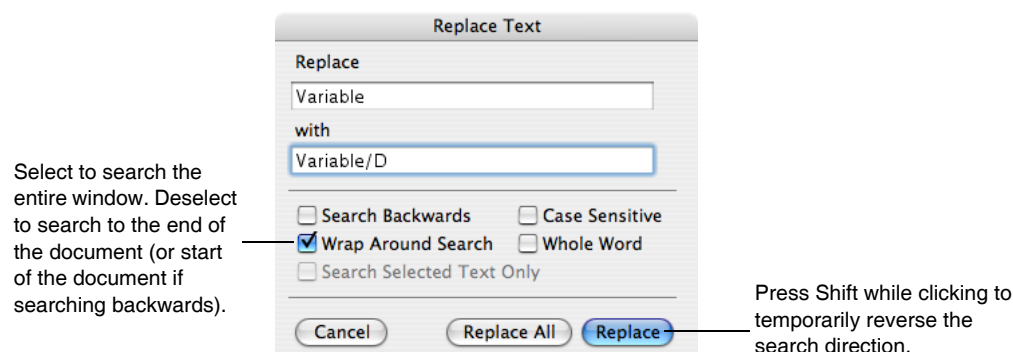 Replace Text
Replace
Variable
with
Variable/D
Select to search the
entire window. Deselect
to search to the end of
the document (or start
of the document if
searching backwards).
Search Backwards Case Sensitive
Wrap Around Search Whole Word
Search Selected Text Only
Cancel Replace All Replace
Press Shift while clicking to
temporarily reverse the
search direction.